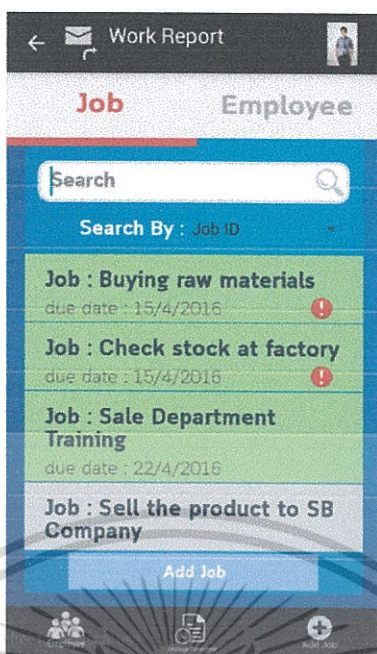 Work Report
Job
Employee
Search
Search By : Job ID
Job : Buying raw materials
due date : 15/4/2016
Job : Check stock at factory
due date : 15/4/2016
Job : Sale Department
Training
due date : 22/4/2016
Job : Sell the product to SB
Company
Add Job
Employee
Add Job